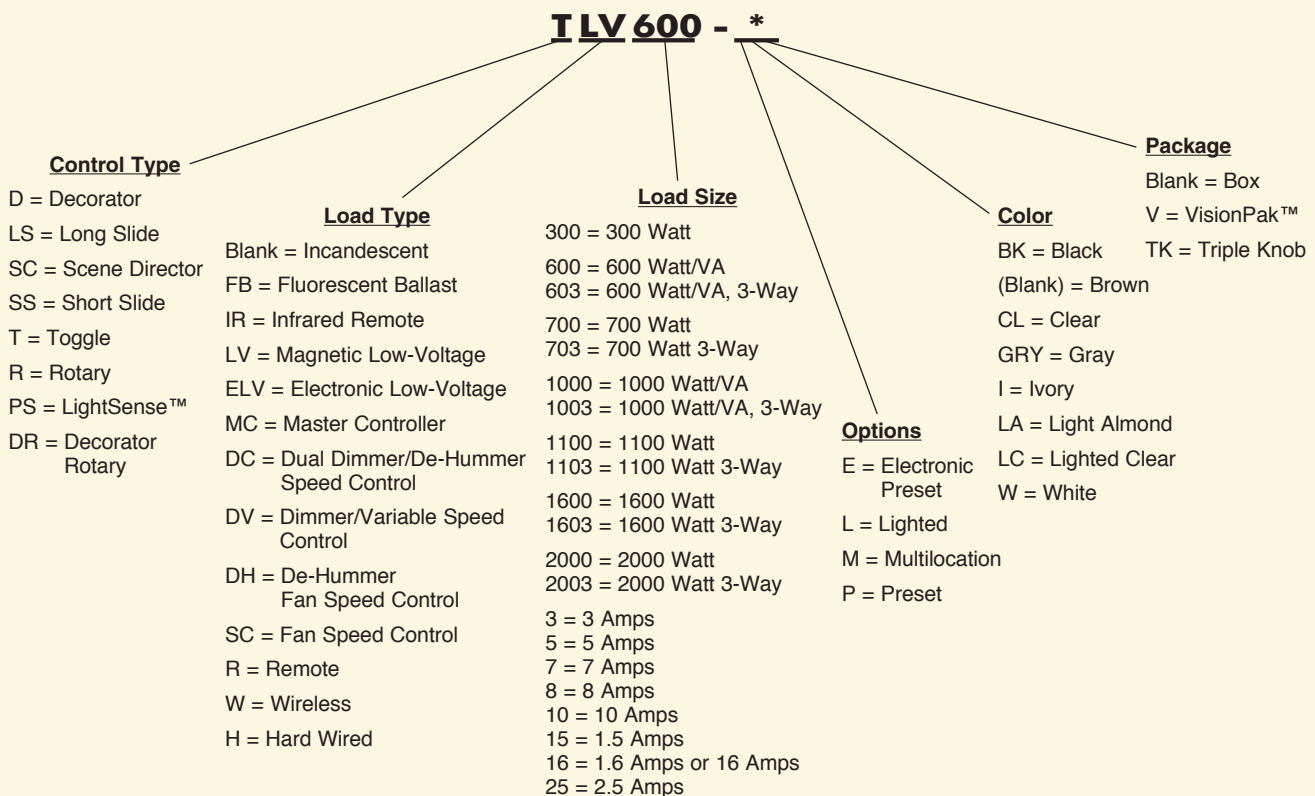 TLV600 - *
Control Type
D = Decorator
LS = Long Slide
SC = Scene Director
SS = Short Slide
T = Toggle
R = Rotary
PS = LightSense™
DR = Decorator
Rotary
Load Type
Blank = Incandescent
FB = Fluorescent Ballast
IR = Infrared Remote
LV = Magnetic Low-Voltage
ELV = Electronic Low-Voltage
MC = Master Controller
DC = Dual Dimmer/De-Hummer
Speed Control
DV = Dimmer/Variable Speed
Control
DH = De-Hummer
Fan Speed Control
SC = Fan Speed Control
R = Remote
W = Wireless
H = Hard Wired
Load Size
300 = 300 Watt
600 = 600 Watt/VA
603 = 600 Watt/VA, 3-Way
700 = 700 Watt
703 = 700 Watt 3-Way
1000 = 1000 Watt/VA
1003 = 1000 Watt/VA, 3-Way
1100 = 1100 Watt
1103 = 1100 Watt 3-Way
1600 = 1600 Watt
1603 = 1600 Watt 3-Way
2000 = 2000 Watt
2003 = 2000 Watt 3-Way
3 = 3 Amps
5 = 5 Amps
7 = 7 Amps
8 = 8 Amps
10 = 10 Amps
15 = 1.5 Amps
16 = 1.6 Amps or 16 Amps
25 = 2.5 Amps
Options
E = Electronic
Preset
L = Lighted
M = Multilocation
P = Preset
Color
BK = Black
(Blank) = Brown
CL = Clear
GRY = Gray
I = Ivory
LA = Light Almond
LC = Lighted Clear
W = White
Package
Blank = Box
V = VisionPak™
TK = Triple Knob